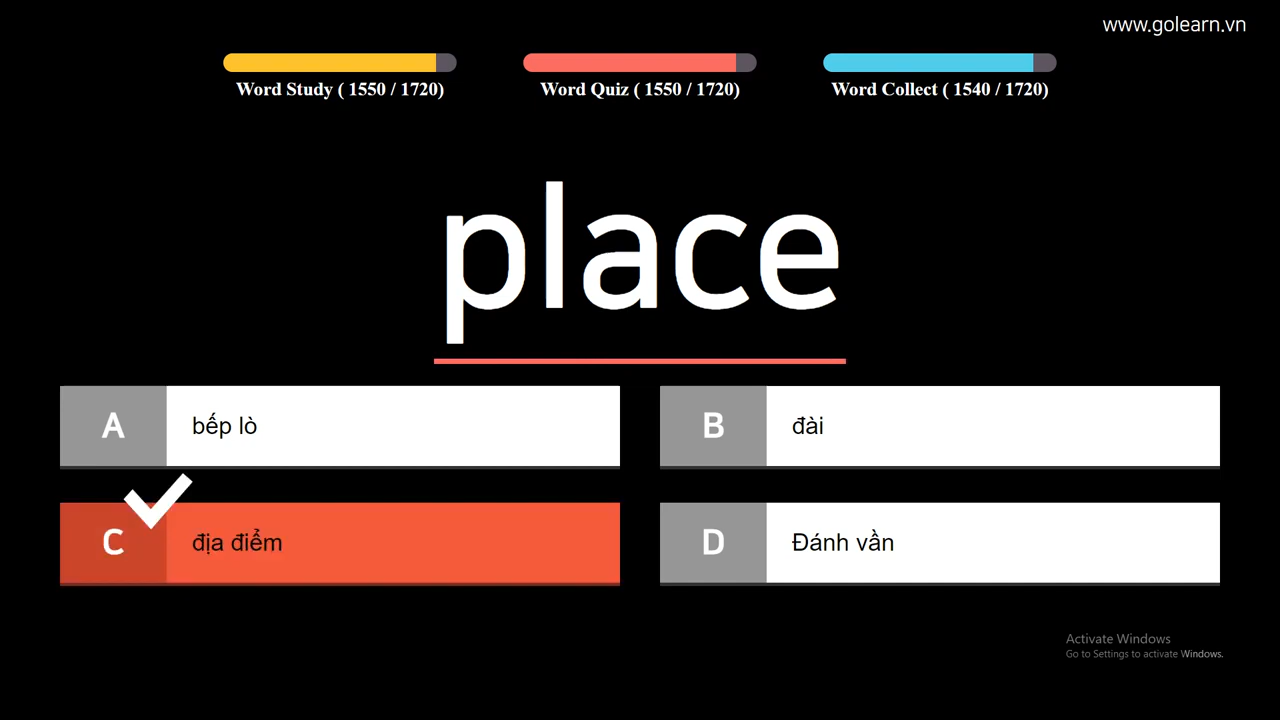 www.golearn.vn
Word Study ( 1550 / 1720)
Word Quiz ( 1550 / 1720)
Word Collect ( 1540 / 1720)
place
A bếp lò
B đài
C địa điểm
D Đánh vần
Activate Windows
Go to Settings to activate Windows.